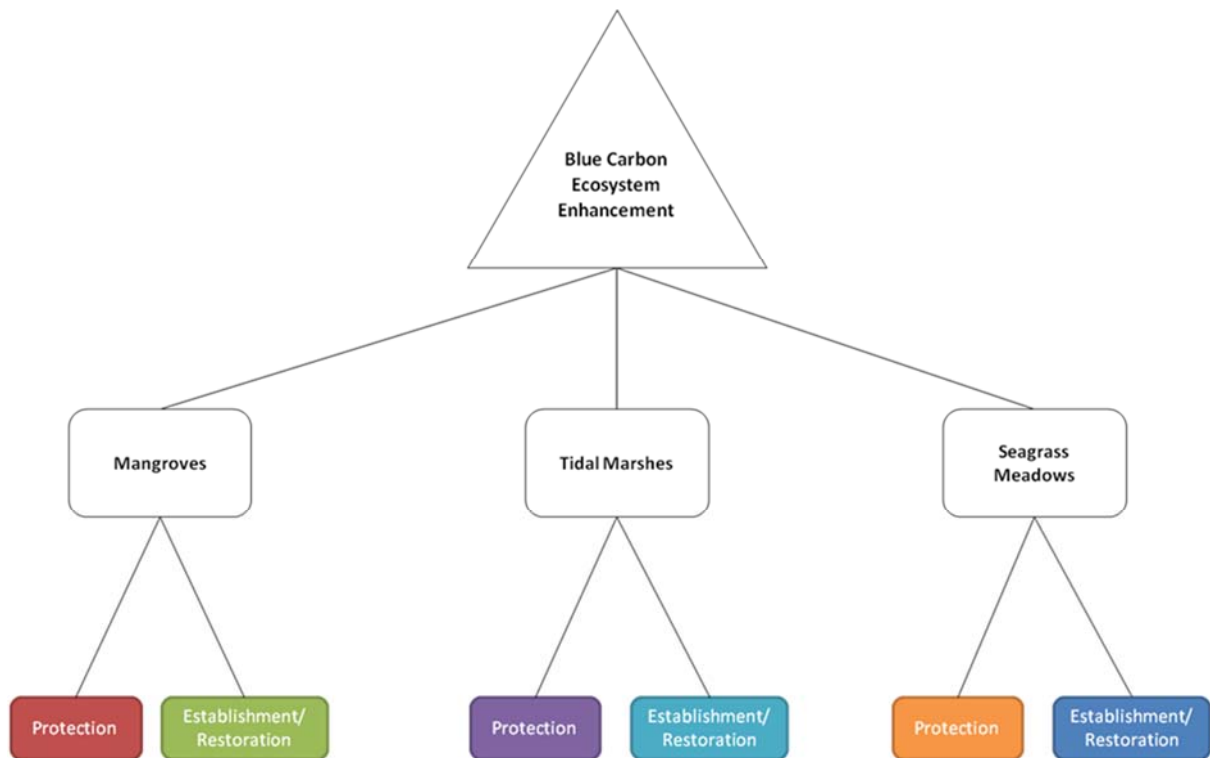 Blue Carbon
Ecosystem
Enhancement
Mangroves
Tidal Marshes
Seagrass
Meadows
Protection
Establishment/
Restoration
Protection
Establishment/
Restoration
Protection
Establishment/
Restoration